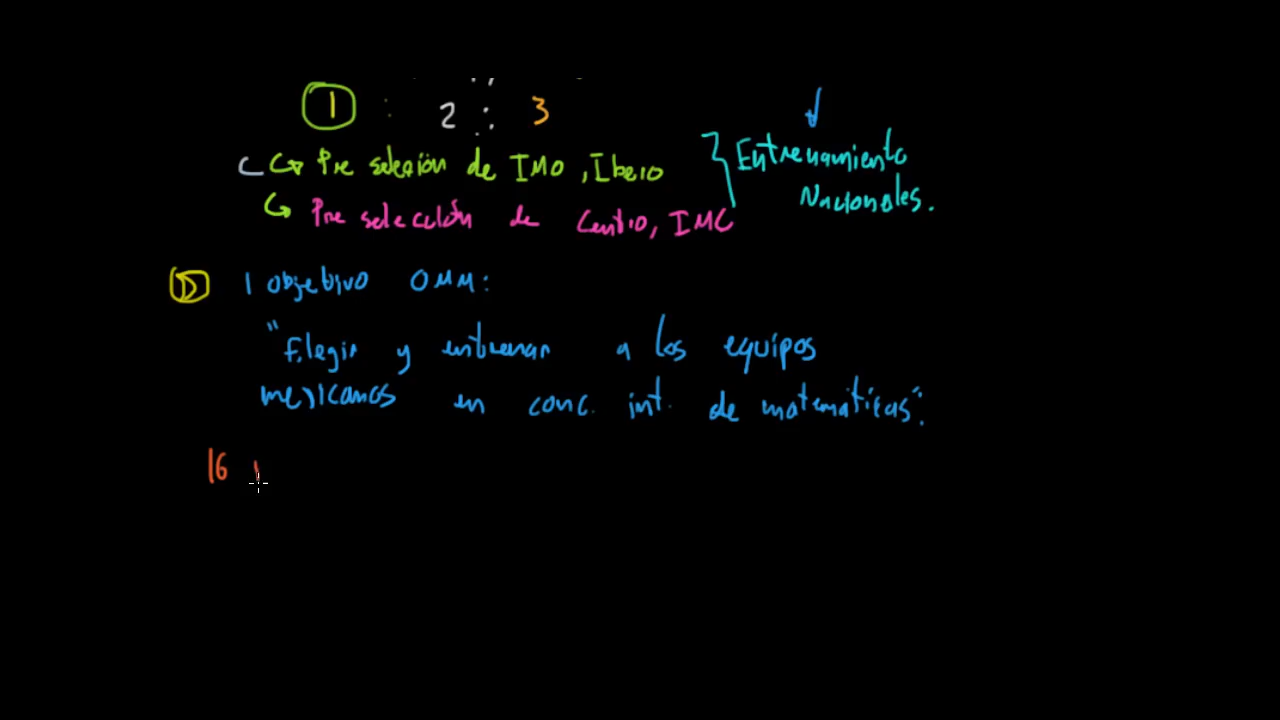 1 : 2 : 3
Pre selección de IMO, Ibero
Pre selección de Centro, IMC
Entrenamiento
Nacionales.
1 objetivo OMM:
"Elegir y entrenar a los equipos
mexicanos en conc. int. de matemáticas".
16